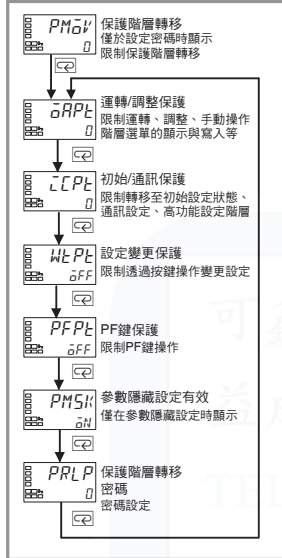 PMōV
0
保護階層轉移
僅於設定密碼時顯示
限制保護階層轉移
ōAPt
0
運轉/調整保護
限制運轉、調整、手動操作
階層選單的顯示與寫入等
ICPt
0
初始/通訊保護
限制轉移至初始設定狀態、
通訊設定、高功能設定階層
WtPt
ōFF
設定變更保護
限制透過按鍵操作變更設定
PFPt
ōFF
PF鍵保護
限制PF鍵操作
PMSK
ōN
參數隱藏設定有效
僅在參數隱藏設定時顯示
PRLP
0
保護階層轉移
密碼
密碼設定